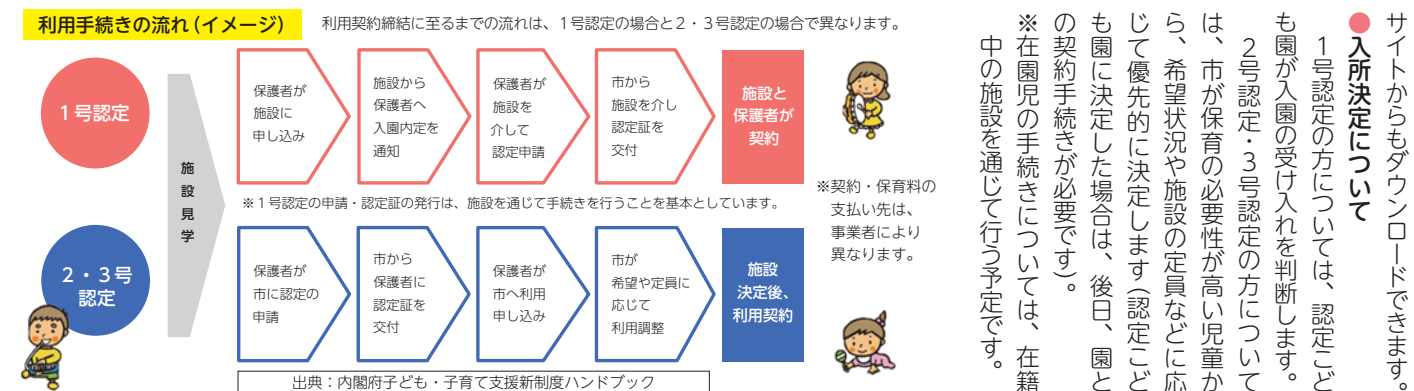 利用手続きの流れ（イメージ）
利用契約締結に至るまでの流れは、1号認定の場合と2・3号認定の場合で異なります。
1号認定
2・3号
認定
施設見学
保護者が
施設に
申し込み
施設から
保護者へ
入園内定を
通知
保護者が
施設を
介して
認定申請
市から
施設を介し
認定証を
交付
施設と
保護者が
契約
※1号認定の申請・認定証の発行は、施設を通じて手続きを行うことを基本としています。
保護者が
市に認定の
申請
市から
保護者に
認定証を
交付
保護者が
市へ利用
申し込み
市が
希望や定員に
応じて
利用調整
施設
決定後、
利用契約
※契約・保育料の
支払い先は、
事業者により
異なります。
出典：内閣府子ども・子育て支援新制度ハンドブック
サイトからもダウンロードできます。
●入所決定について
1号認定の方については、認定こど
も園が入園の受け入れを判断します。
2号認定・3号認定の方について
は、市が保育の必要性が高い児童か
ら、希望状況や施設の定員などに応
じて優先的に決定します（認定こど
も園に決定した場合は、後日、園と
の契約手続きが必要です）。
※在園児の手続きについては、在籍
中の施設を通じて行う予定です。